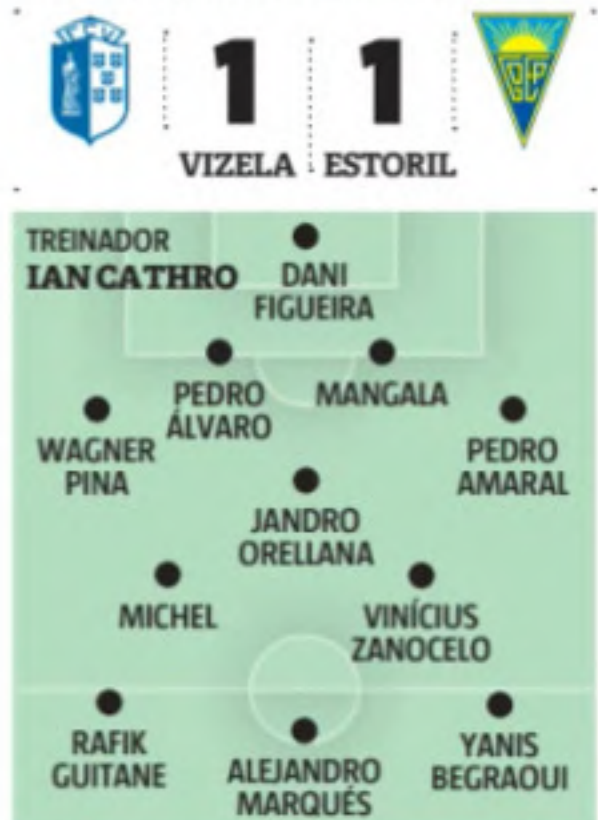 1 1
VIZELA ESTORIL
TREINADOR
IAN CATHRO
DANI
FIGUEIRA
PEDRO
ÁLVARO
MANGALA
WAGNER
PINA
PEDRO
AMARAL
JANDRO
ORELLANA
MICHEL
VINÍCIUS
ZANOCELO
RAFIK
GUITANE
ALEJANDRO
MARQUÉS
YANIS
BEGRAOUI